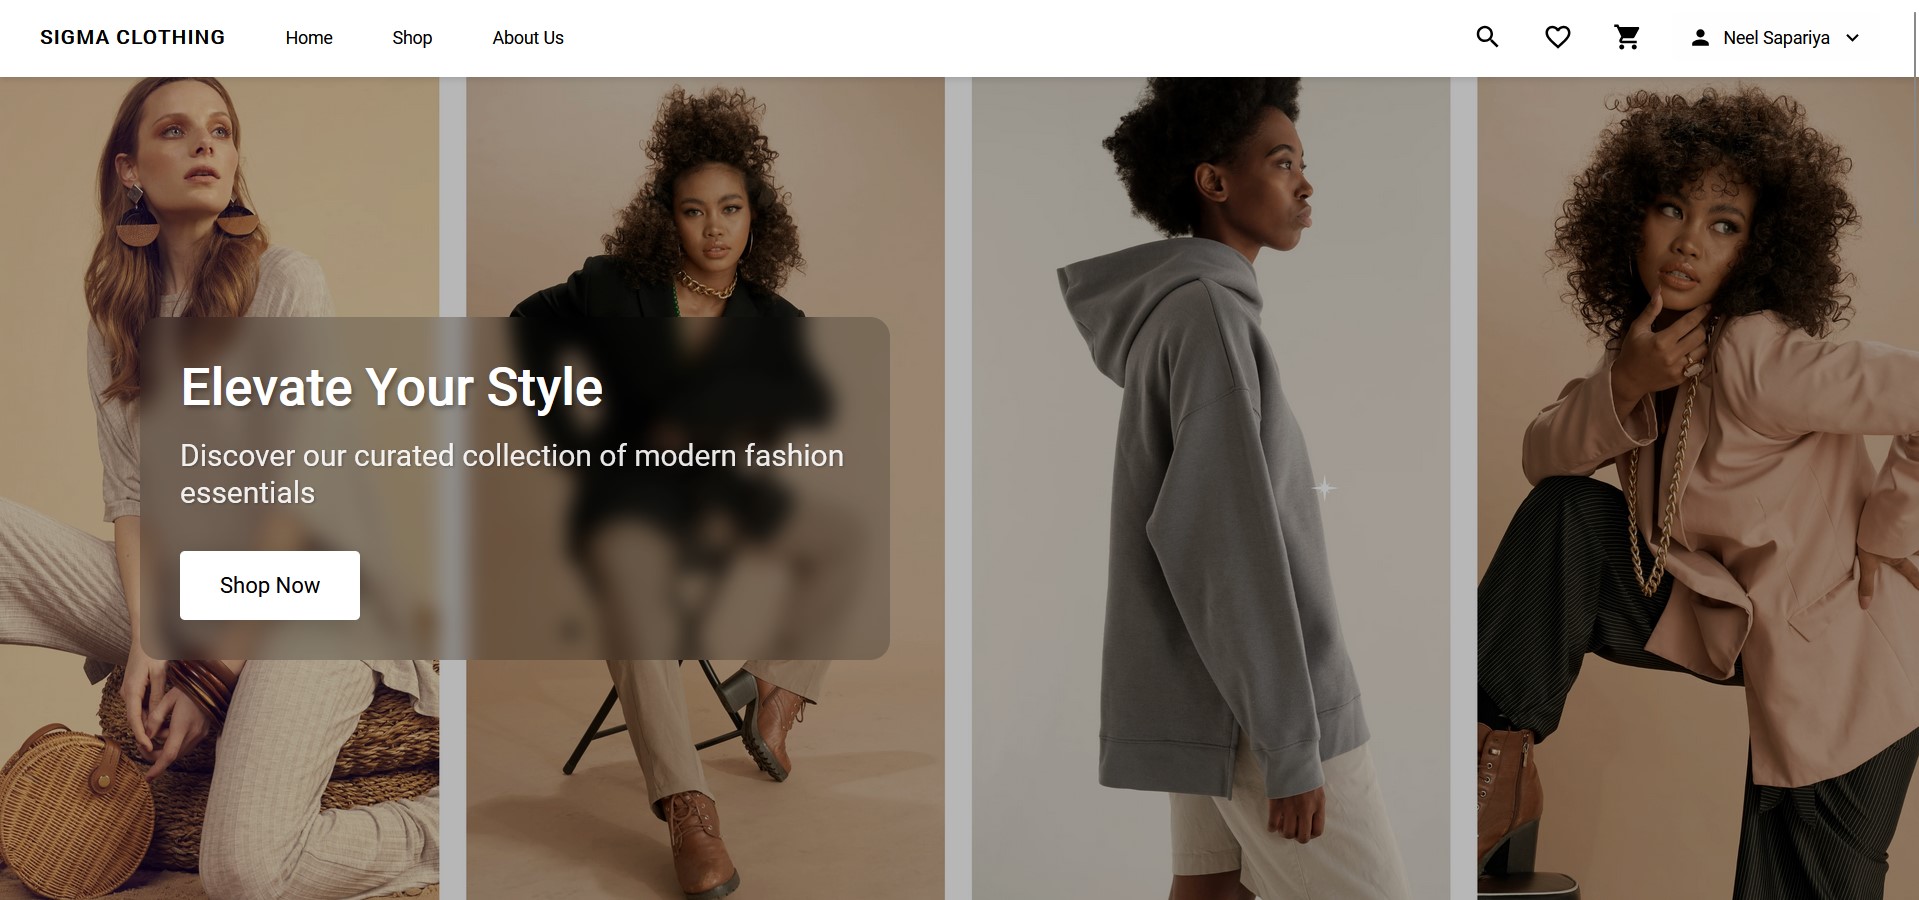 SIGMA CLOTHING
Home
Shop
About Us
Neel Sapariya
Elevate Your Style
Discover our curated collection of modern fashion
essentials
Shop Now